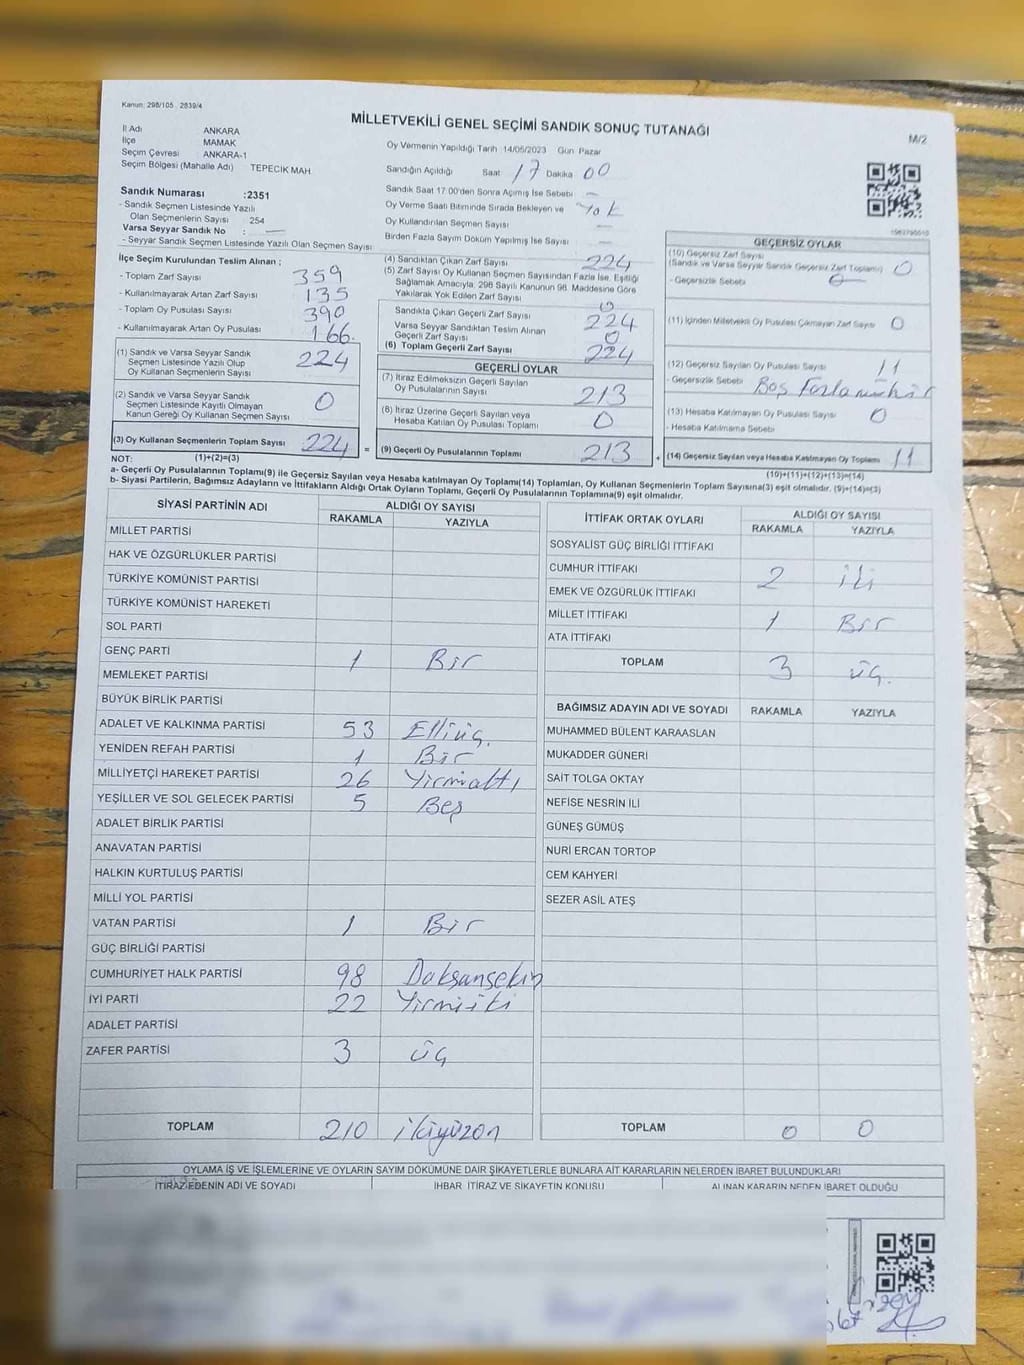 Kanun: 298/105 , 2839/4
MİLLETVEKİLİ GENEL SEÇİMİ SANDIK SONUÇ TUTANAĞI
M/2
İl Adı ANKARA
İlçe MAMAK
Seçim Çevresi ANKARA-1
Seçim Bölgesi (Mahalle Adı) TEPECIK MAH
Sandık Numarası :2351
- Sandık Seçmen Listesinde Yazılı
Olan Seçmenlerin Sayısı : 254
Varsa Seyyar Sandık No : —
- Seyyar Sandık Seçmen Listesinde Yazılı Olan Seçmen Sayısı:
Oy Vermenin Yapıldığı Tarih :14/05/2023 Gün Pazar
Sandığın Açıldığı Saat 17 Dakika 00
Sandık Saat 17:00'den Sonra Açımış İse Sebebi —
Oy Verme Saati Bitiminde Sırada Bekleyen ve Yok
Oy Kullandırılan Seçmen Sayısı —
Birden Fazla Sayım Döküm Yapılmış İse Sayısı —
İlçe Seçim Kurulundan Teslim Alınan ;
- Toplam Zarf Sayısı 359
- Kullanılmayarak Artan Zarf Sayısı 135
- Toplam Oy Pusulası Sayısı 390
- Kullanılmayarak Artan Oy Pusulası 166.
(1) Sandık ve Varsa Seyyar Sandık
Seçmen Listesinde Yazılı Olup
Oy Kullanan Seçmenlerin Sayısı 224
(2) Sandık ve Varsa Seyyar Sandık
Seçmen Listesinde Kayıtlı Olmayan
Kanun Gereği Oy Kullanan Seçmen Sayısı 0
(3) Oy Kullanan Seçmenlerin Toplam Sayısı 224 =
(4) Sandıktan Çıkan Zarf Sayısı 224
(5) Zarf Sayısı Oy Kullanan Seçmen Sayısından Fazla İse, Eşitliği
Sağlamak Amacıyla, 298 Sayılı Kanunun 98. Maddesine Göre
Yakılarak Yok Edilen Zarf Sayısı 0
Sandıkta Çıkan Geçerli Zarf Sayısı 224
Varsa Seyyar Sandıktan Teslim Alınan
Geçerli Zarf Sayısı 0
(6) Toplam Geçerli Zarf Sayısı 224
GEÇERLİ OYLAR
(7) İtiraz Edilmeksizin Geçerli Sayılan
Oy Pusulalarının Sayısı 213
(8) İtiraz Üzerine Geçerli Sayılan veya
Hesaba Katılan Oy Pusulası Toplamı 0
(9) Geçerli Oy Pusulalarının Toplamı 213 +
GEÇERSİZ OYLAR
(10) Geçersiz Zarf Sayısı
(Sandık ve Varsa Seyyar Sandık Geçersiz Zarf Toplamı) 0
- Geçersizlik Sebebi
(11) İçinden Milletvekili Oy Pusulası Çıkmayan Zarf Sayısı 0
(12) Geçersiz Sayılan Oy Pusulası Sayısı 11
- Geçersizlik Sebebi Boş Fazla mühür
(13) Hesaba Katılmayan Oy Pusulası Sayısı 0
- Hesaba Katılmama Sebebi
(14) Geçersiz Sayılan veya Hesaba Katılmayan Oy Toplamı 11
NOT: (1)+(2)=(3) (10)+(11)+(12)+(13)=(14)
a- Geçerli Oy Pusulalarının Toplamı(9) ile Geçersiz Sayılan veya Hesaba katılmayan Oy Toplamı(14) Toplamları, Oy Kullanan Seçmenlerin Toplam Sayısına(3) eşit olmalıdır. (9)+(14)=(3)
b- Siyasi Partilerin, Bağımsız Adayların ve İttifakların Aldığı Ortak Oyların Toplamı, Geçerli Oy Pusulalarının Toplamına(9) eşit olmalıdır.
SİYASİ PARTİNİN ADI ALDIĞI OY SAYISI
RAKAMLA YAZIYLA
MİLLET PARTİSİ
HAK VE ÖZGÜRLÜKLER PARTİSİ
TÜRKİYE KOMÜNİST PARTİSİ
TÜRKİYE KOMÜNİST HAREKETİ
SOL PARTİ
GENÇ PARTİ 1 Bir
MEMLEKET PARTİSİ
BÜYÜK BİRLİK PARTİSİ
ADALET VE KALKINMA PARTİSİ 53 Elliüç.
YENİDEN REFAH PARTİSİ 1 Bir
MİLLİYETÇİ HAREKET PARTİSİ 26 Yirmialtı
YEŞİLLER VE SOL GELECEK PARTİSİ 5 Beş
ADALET BİRLİK PARTİSİ
ANAVATAN PARTİSİ
HALKIN KURTULUŞ PARTİSİ
MİLLİ YOL PARTİSİ
VATAN PARTİSİ 1 Bir
GÜÇ BİRLİĞİ PARTİSİ
CUMHURİYET HALK PARTİSİ 98 Doksansekin
İYİ PARTİ 22 Yirmiiki
ADALET PARTİSİ
ZAFER PARTİSİ 3 üç
TOPLAM 210 ikiyüzon
İTTİFAK ORTAK OYLARI ALDIĞI OY SAYISI
RAKAMLA YAZIYLA
SOSYALİST GÜÇ BİRLİĞİ İTTİFAKI
CUMHUR İTTİFAKI 2 iki
EMEK VE ÖZGÜRLÜK İTTİFAKI
MİLLET İTTİFAKI 1 Bir
ATA İTTİFAKI
TOPLAM 3 üç.
BAĞIMSIZ ADAYIN ADI VE SOYADI RAKAMLA YAZIYLA
MUHAMMED BÜLENT KARAASLAN
MUKADDER GÜNERİ
SAİT TOLGA OKTAY
NEFİSE NESRİN İLİ
GÜNEŞ GÜMÜŞ
NURİ ERCAN TORTOP
CEM KAHYERİ
SEZER ASİL ATEŞ
TOPLAM 0 0
OYLAMA İŞ VE İŞLEMLERİNE VE OYLARIN SAYIM DÖKÜMÜNE DAİR ŞİKAYETLERLE BUNLARA AİT KARARLARIN NELERDEN İBARET BULUNDUKLARI
İTİRAZ EDENİN ADI VE SOYADI İHBAR, İTİRAZ VE ŞİKAYETİN KONUSU ALINAN KARARIN NEDEN İBARET OLDUĞU